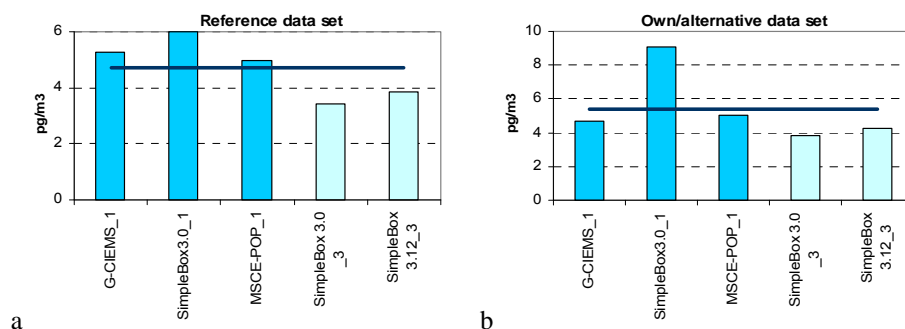 Reference data set
pg/m3
6
4
2
0
G-CIEMS_1
SimpleBox3.0_1
MSCE-POP_1
SimpleBox 3.0
_3
SimpleBox
3.12_3
a
Own/alternative data set
pg/m3
10
8
6
4
2
0
G-CIEMS_1
SimpleBox3.0_1
MSCE-POP_1
SimpleBox 3.0
_3
SimpleBox
3.12_3
b